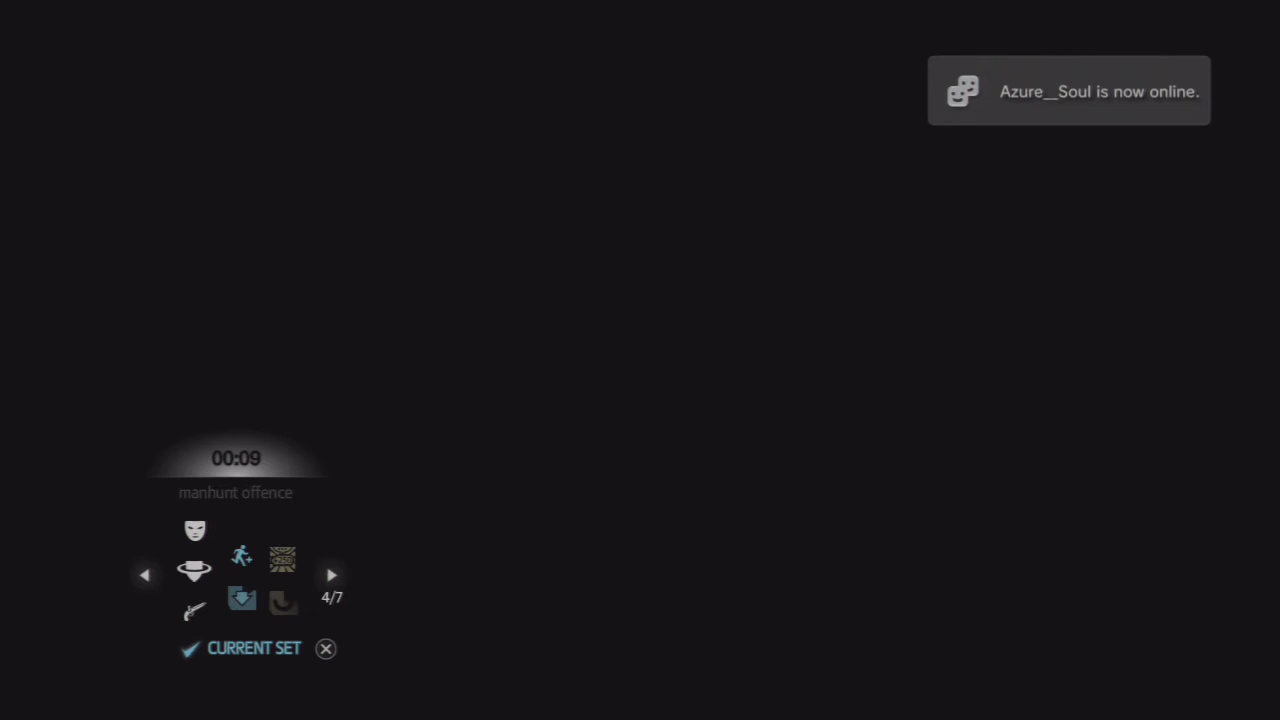 Azure__Soul is now online.
00:09
manhunt offence
4/7
CURRENT SET